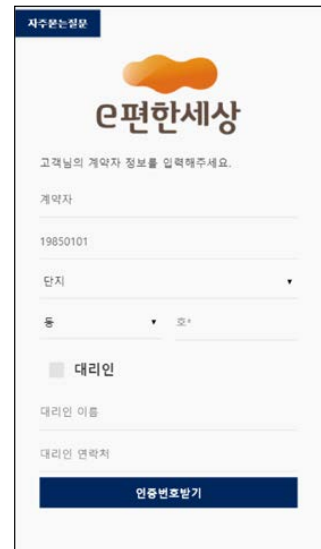 자주묻는질문
e편한세상
고객님의 계약자 정보를 입력해주세요.
계약자
19850101
단지
동 호*
대리인
대리인 이름
대리인 연락처
인증번호받기